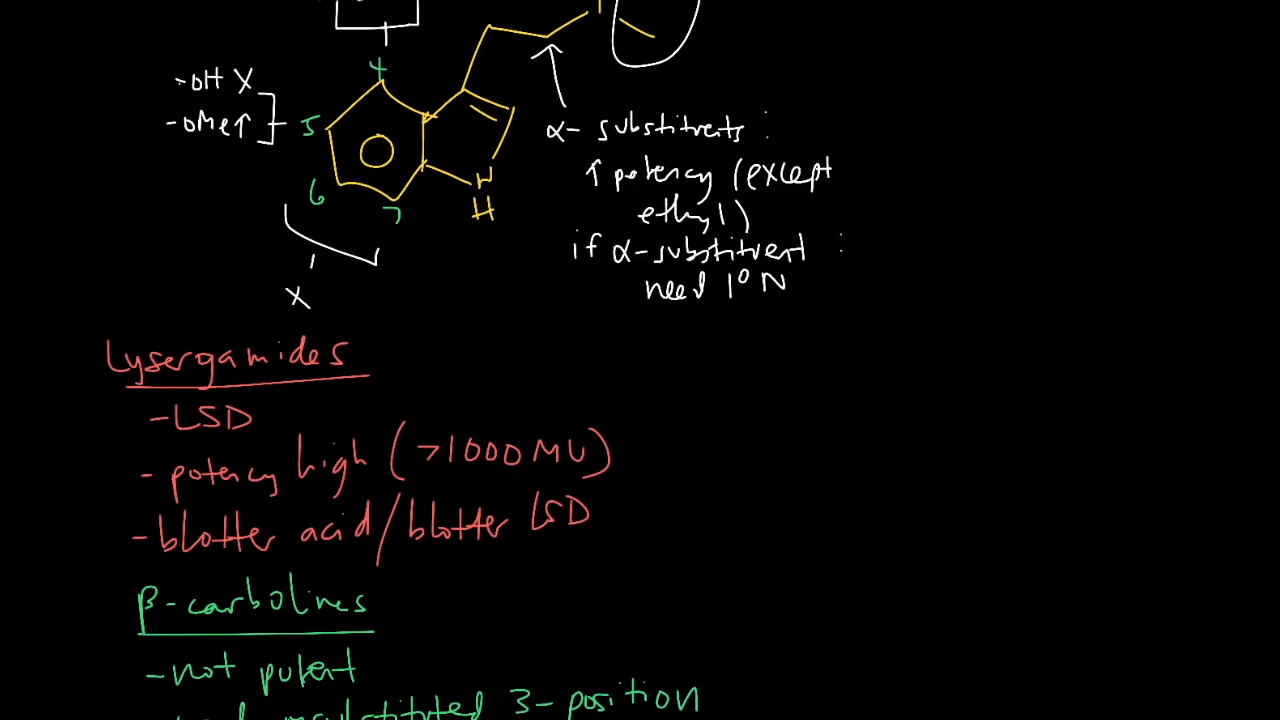 4
-OH X
-OMe↑
5
6
7
N
H
X
α- substituents :
↑ potency (except
ethyl)
if α-substituent :
need 1° N
Lysergamides
-LSD
- potency high (>1000 MU)
- blotter acid/blotter LSD
β-carbolines
-not potent
3-position